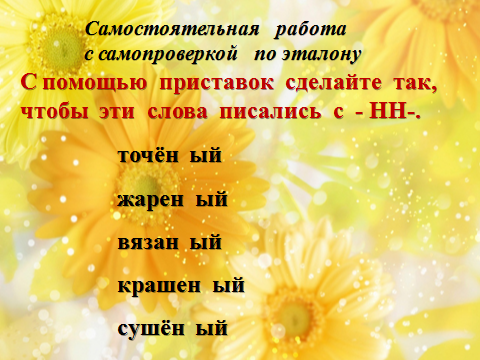 Самостоятельная работа
с самопроверкой по эталону
С помощью приставок сделайте так,
чтобы эти слова писались с - НН-.
точён ый
жарен ый
вязан ый
крашен ый
сушён ый